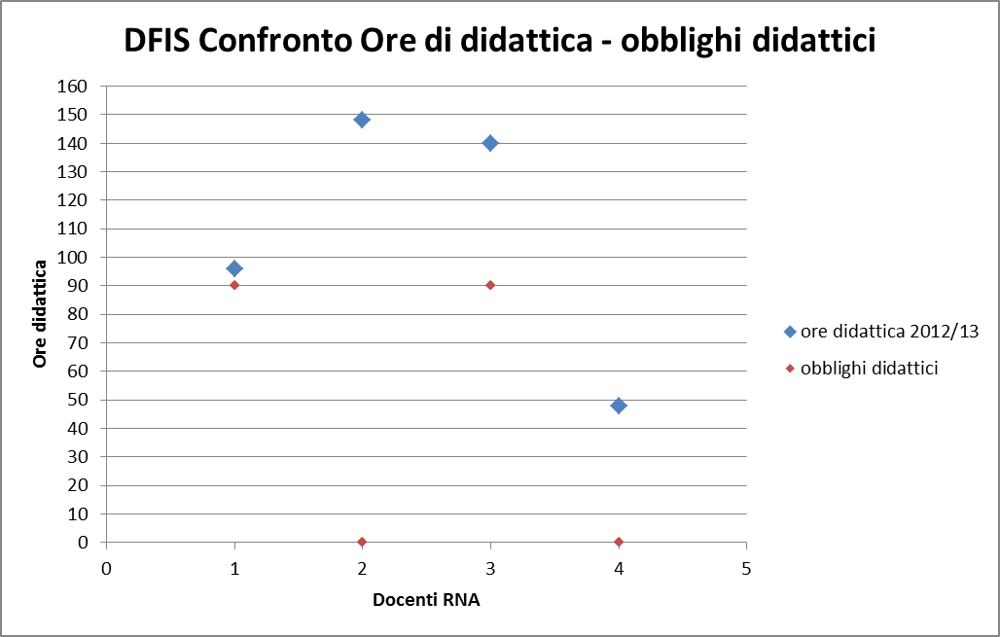 DFIS Confronto Ore di didattica - obblighi didattici
160
150
140
130
120
110
100
90
80
70
60
50
40
30
20
10
0
Ore didattica
0 1 2 3 4 5
Docenti RNA
ore didattica 2012/13
obblighi didattici